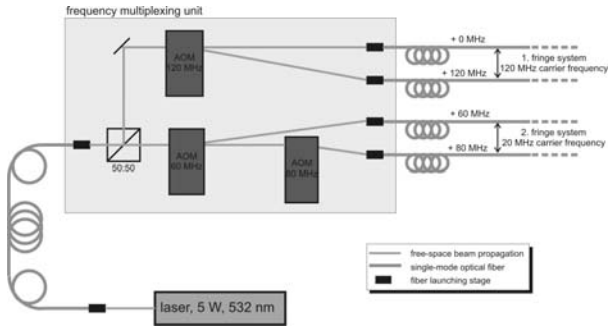 frequency multiplexing unit
+ 0 MHz
AOM
120 MHz
1. fringe system
120 MHz carrier frequency
+ 120 MHz
+ 60 MHz
AOM
60 MHz
2. fringe system
20 MHz carrier frequency
50:50
AOM
80 MHz
+ 80 MHz
free-space beam propagation
single-mode optical fiber
fiber launching stage
laser, 5 W, 532 nm